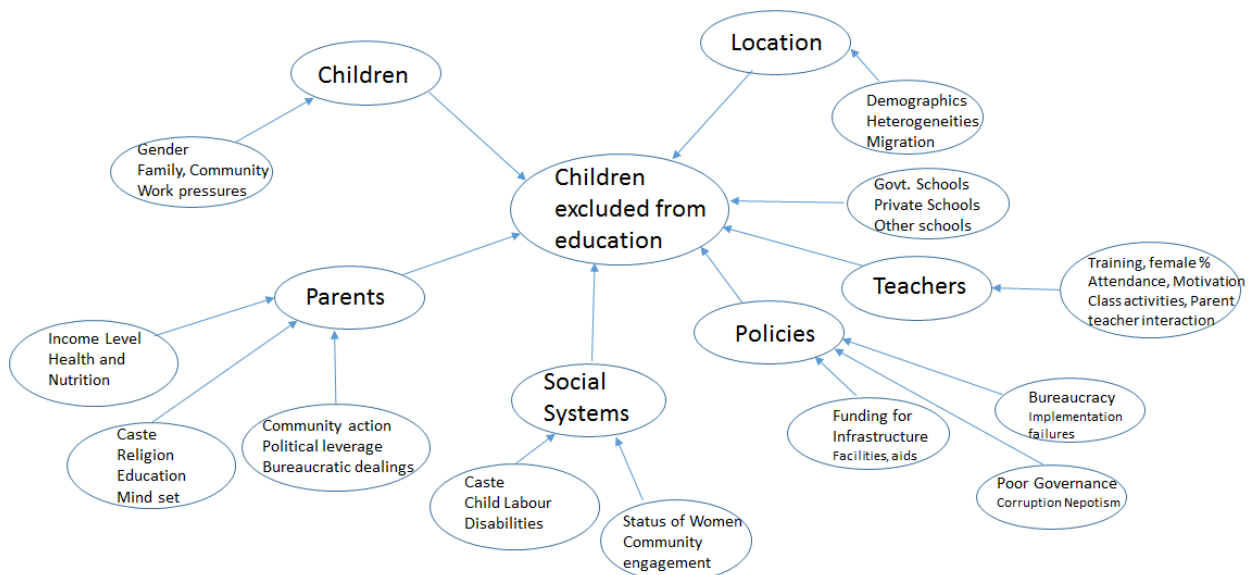 Location
Children
Demographics
Heterogeneities
Migration
Gender
Family, Community
Work pressures
Children
excluded from
education
Govt. Schools
Private Schools
Other schools
Teachers
Training, female %
Attendance, Motivation
Class activities, Parent
teacher interaction
Parents
Policies
Income Level
Health and
Nutrition
Social
Systems
Caste
Religion
Education
Mind set
Community action
Political leverage
Bureaucratic dealings
Funding for
Infrastructure
Facilities, aids
Bureaucracy
Implementation
failures
Poor Governance
Corruption Nepotism
Caste
Child Labour
Disabilities
Status of Women
Community
engagement